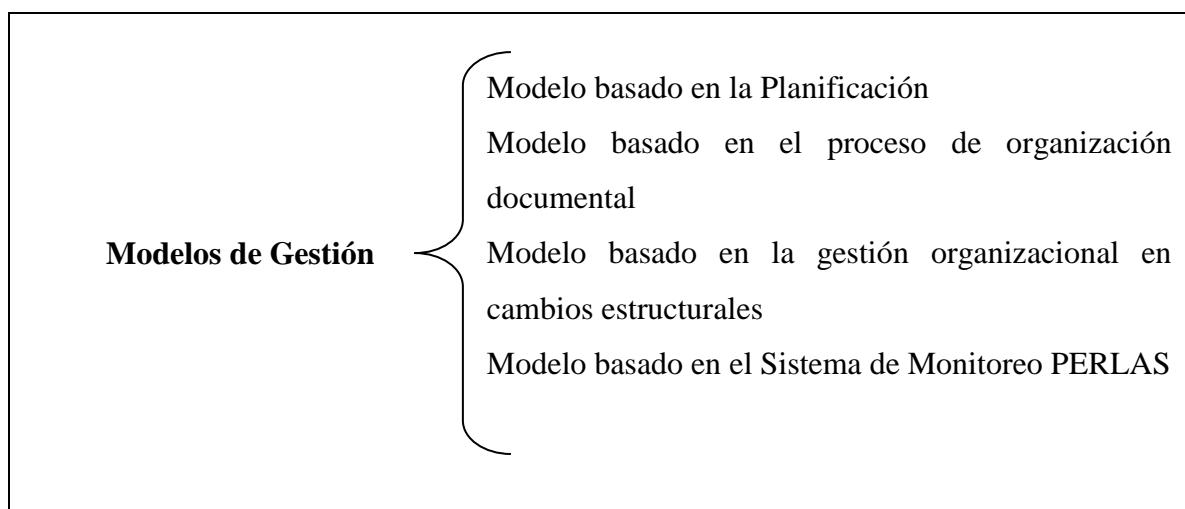 Modelo basado en la Planificación
Modelo basado en el proceso de organización
documental
Modelos de Gestión
Modelo basado en la gestión organizacional en
cambios estructurales
Modelo basado en el Sistema de Monitoreo PERLAS